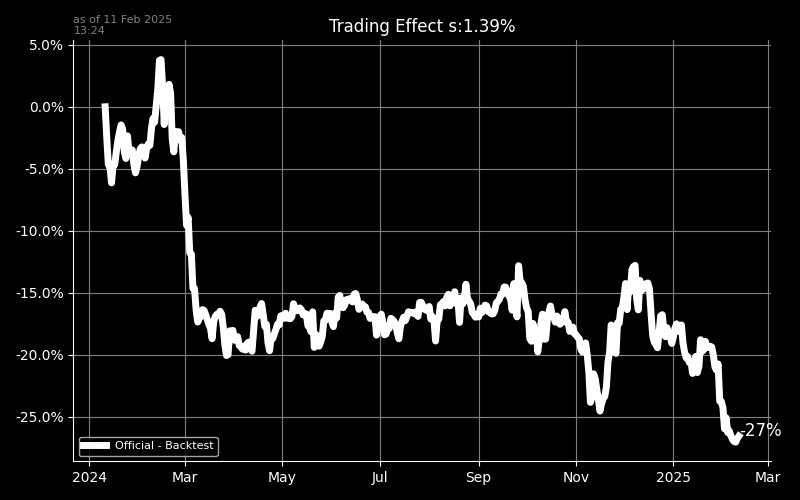 as of 11 Feb 2025
13:24
Trading Effect s:1.39%
5.0%
0.0%
-5.0%
-10.0%
-15.0%
-20.0%
-25.0%
-27%
Official - Backtest
2024 Mar May Jul Sep Nov 2025 Mar